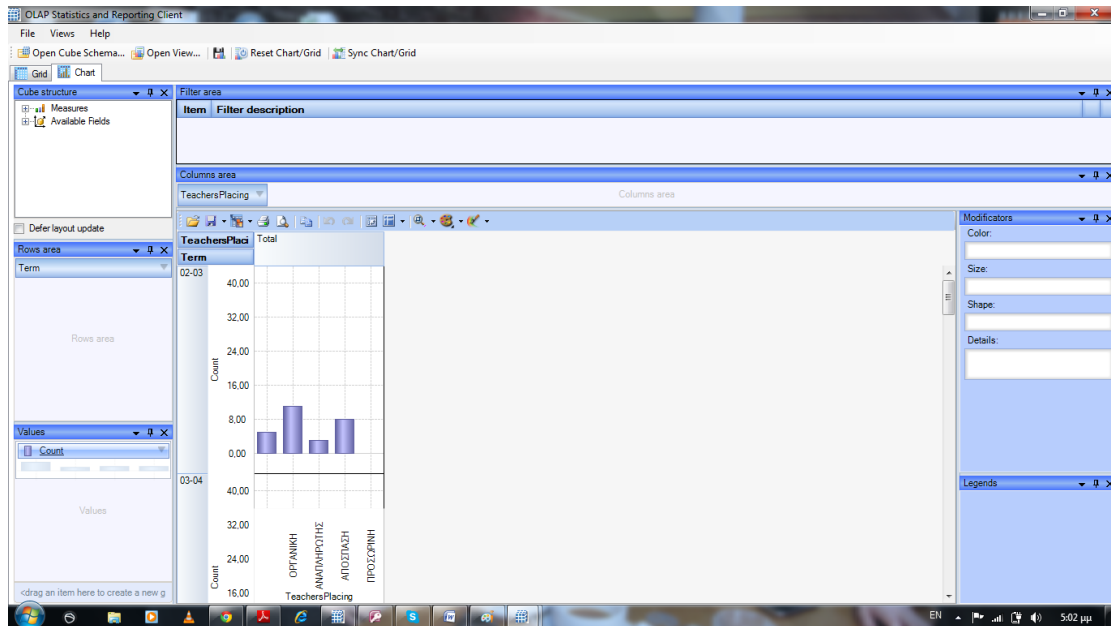 OLAP Statistics and Reporting Client
File Views Help
Open Cube Schema... Open View... Reset Chart/Grid Sync Chart/Grid
Grid Chart
Cube structure
Measures
Available Fields
Defer layout update
Rows area
Term
Rows area
Values
Count
Values
<drag an item here to create a new g
Filter area
Item Filter description
Columns area
TeachersPlacing
Columns area
TeachersPlaci
Total
Term
02-03
40,00
32,00
24,00
16,00
8,00
0,00
Count
03-04
40,00
32,00
24,00
16,00
Count
ΟΡΓΑΝΙΚΗ
ΑΝΑΠΛΗΡΩΤΗΣ
ΑΠΟΣΠΑΣΗ
ΠΡΟΣΩΡΙΝΗ
TeachersPlacing
Modificators
Color:
Size:
Shape:
Details:
Legends
EN
5:02 μμ